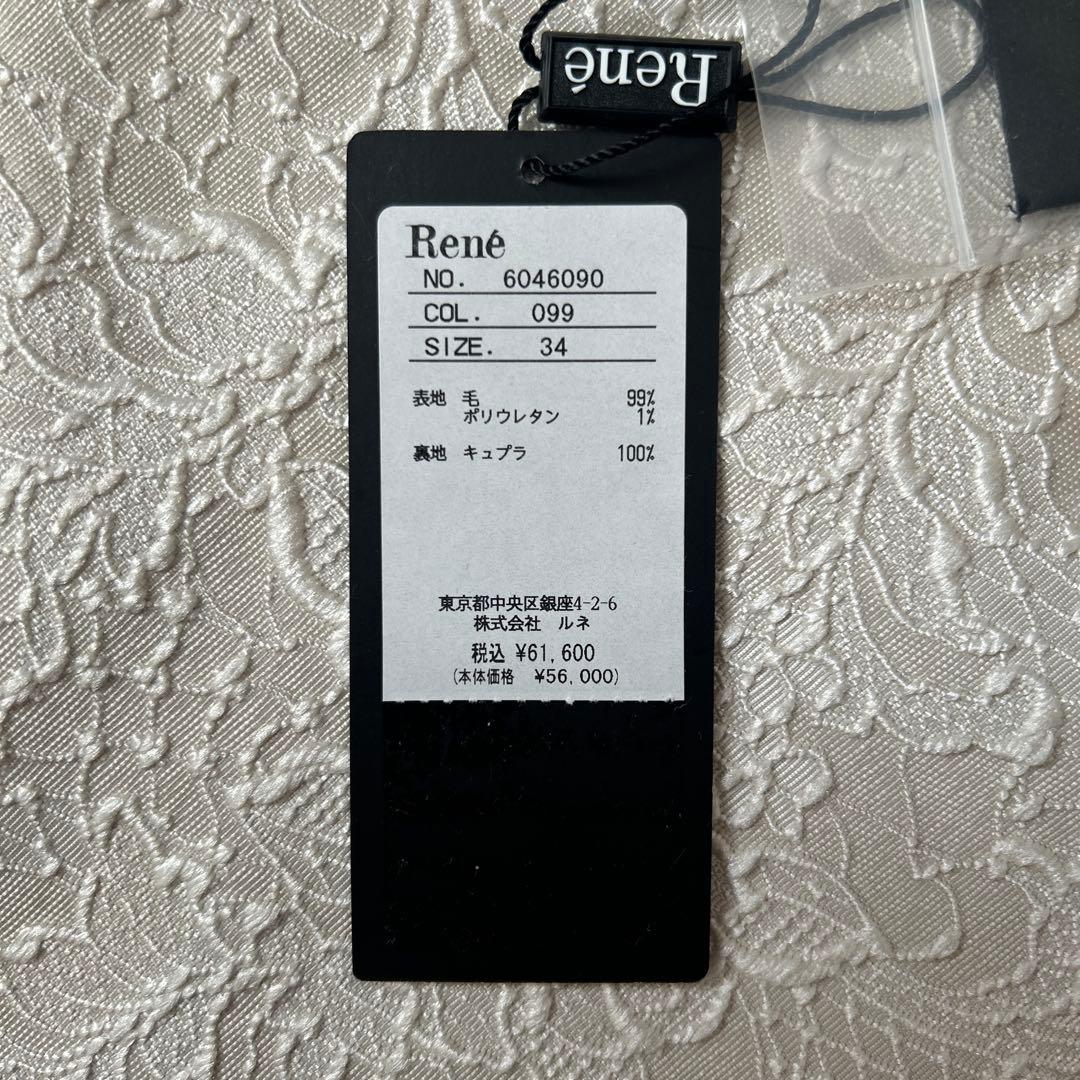 René
René
NO. 6046090
COL. 099
SIZE. 34
表地 毛 99%
ポリウレタン 1%
裏地 キュプラ 100%
東京都中央区銀座4-2-6
株式会社 ルネ
税込 ¥61,600
(本体価格 ¥56,000)